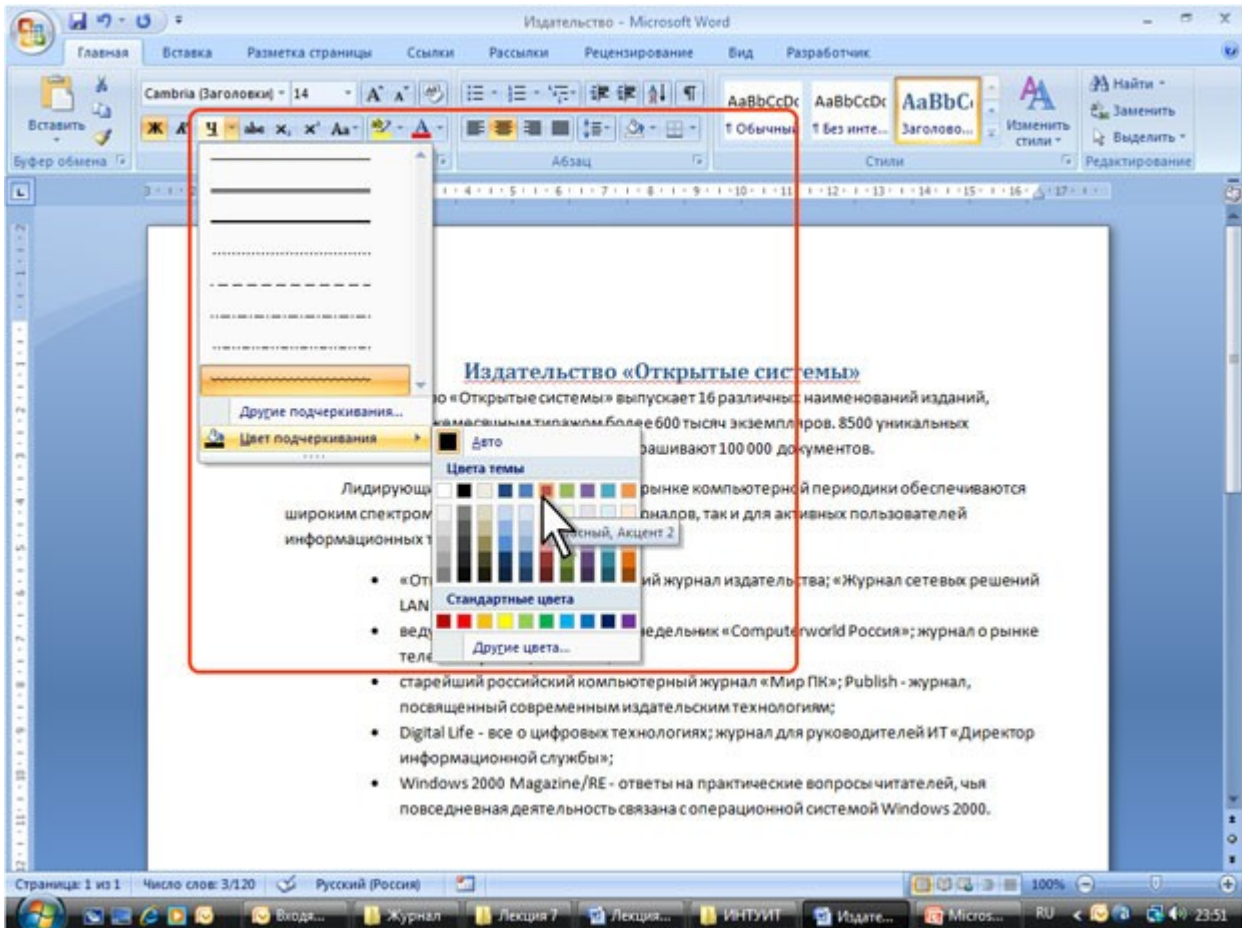 Издательство - Microsoft Word
Главная Вставка Разметка страницы Ссылки Рассылки Рецензирование Вид Разработчик
Вставить
Буфер обмена
Cambria (Заголовки) 14
Ж К Ч abe x, x² Aa A
Абзац
AaBbCcDc AaBbCcDc AaBbC
¶ Обычный ¶ Без инте... Заголово...
Изменить стили
Стили
Найти
Заменить
Выделить
Редактирование
Другие подчеркивания...
Цвет подчеркивания
Авто
Цвета темы
Акцент 2
Стандартные цвета
Другие цвета...
Издательство «Открытые системы»
«Открытые системы» выпускает 16 различных наименований изданий,
ежемесячным тиражом более 600 тысяч экземпляров. 8500 уникальных
100 000 документов.
рынке компьютерной периодики обеспечиваются
широким так и для активных пользователей
информационных
журнал издательства; «Журнал сетевых решений
LAN
«Computerworld Россия»; журнал о рынке
старейший российский компьютерный журнал «Мир ПК»; Publish - журнал,
посвященный современным издательским технологиям;
Digital Life - все о цифровых технологиях; журнал для руководителей ИТ «Директор
информационной службы»;
Windows 2000 Magazine/RE - ответы на практические вопросы читателей, чья
повседневная деятельность связана с операционной системой Windows 2000.
Страница: 1 из 1 Число слов: 3/120 Русский (Россия) 100%
Входя... Журнал Лекция 7 Лекция... ИНТУИТ Издате... Micros... RU 23:51